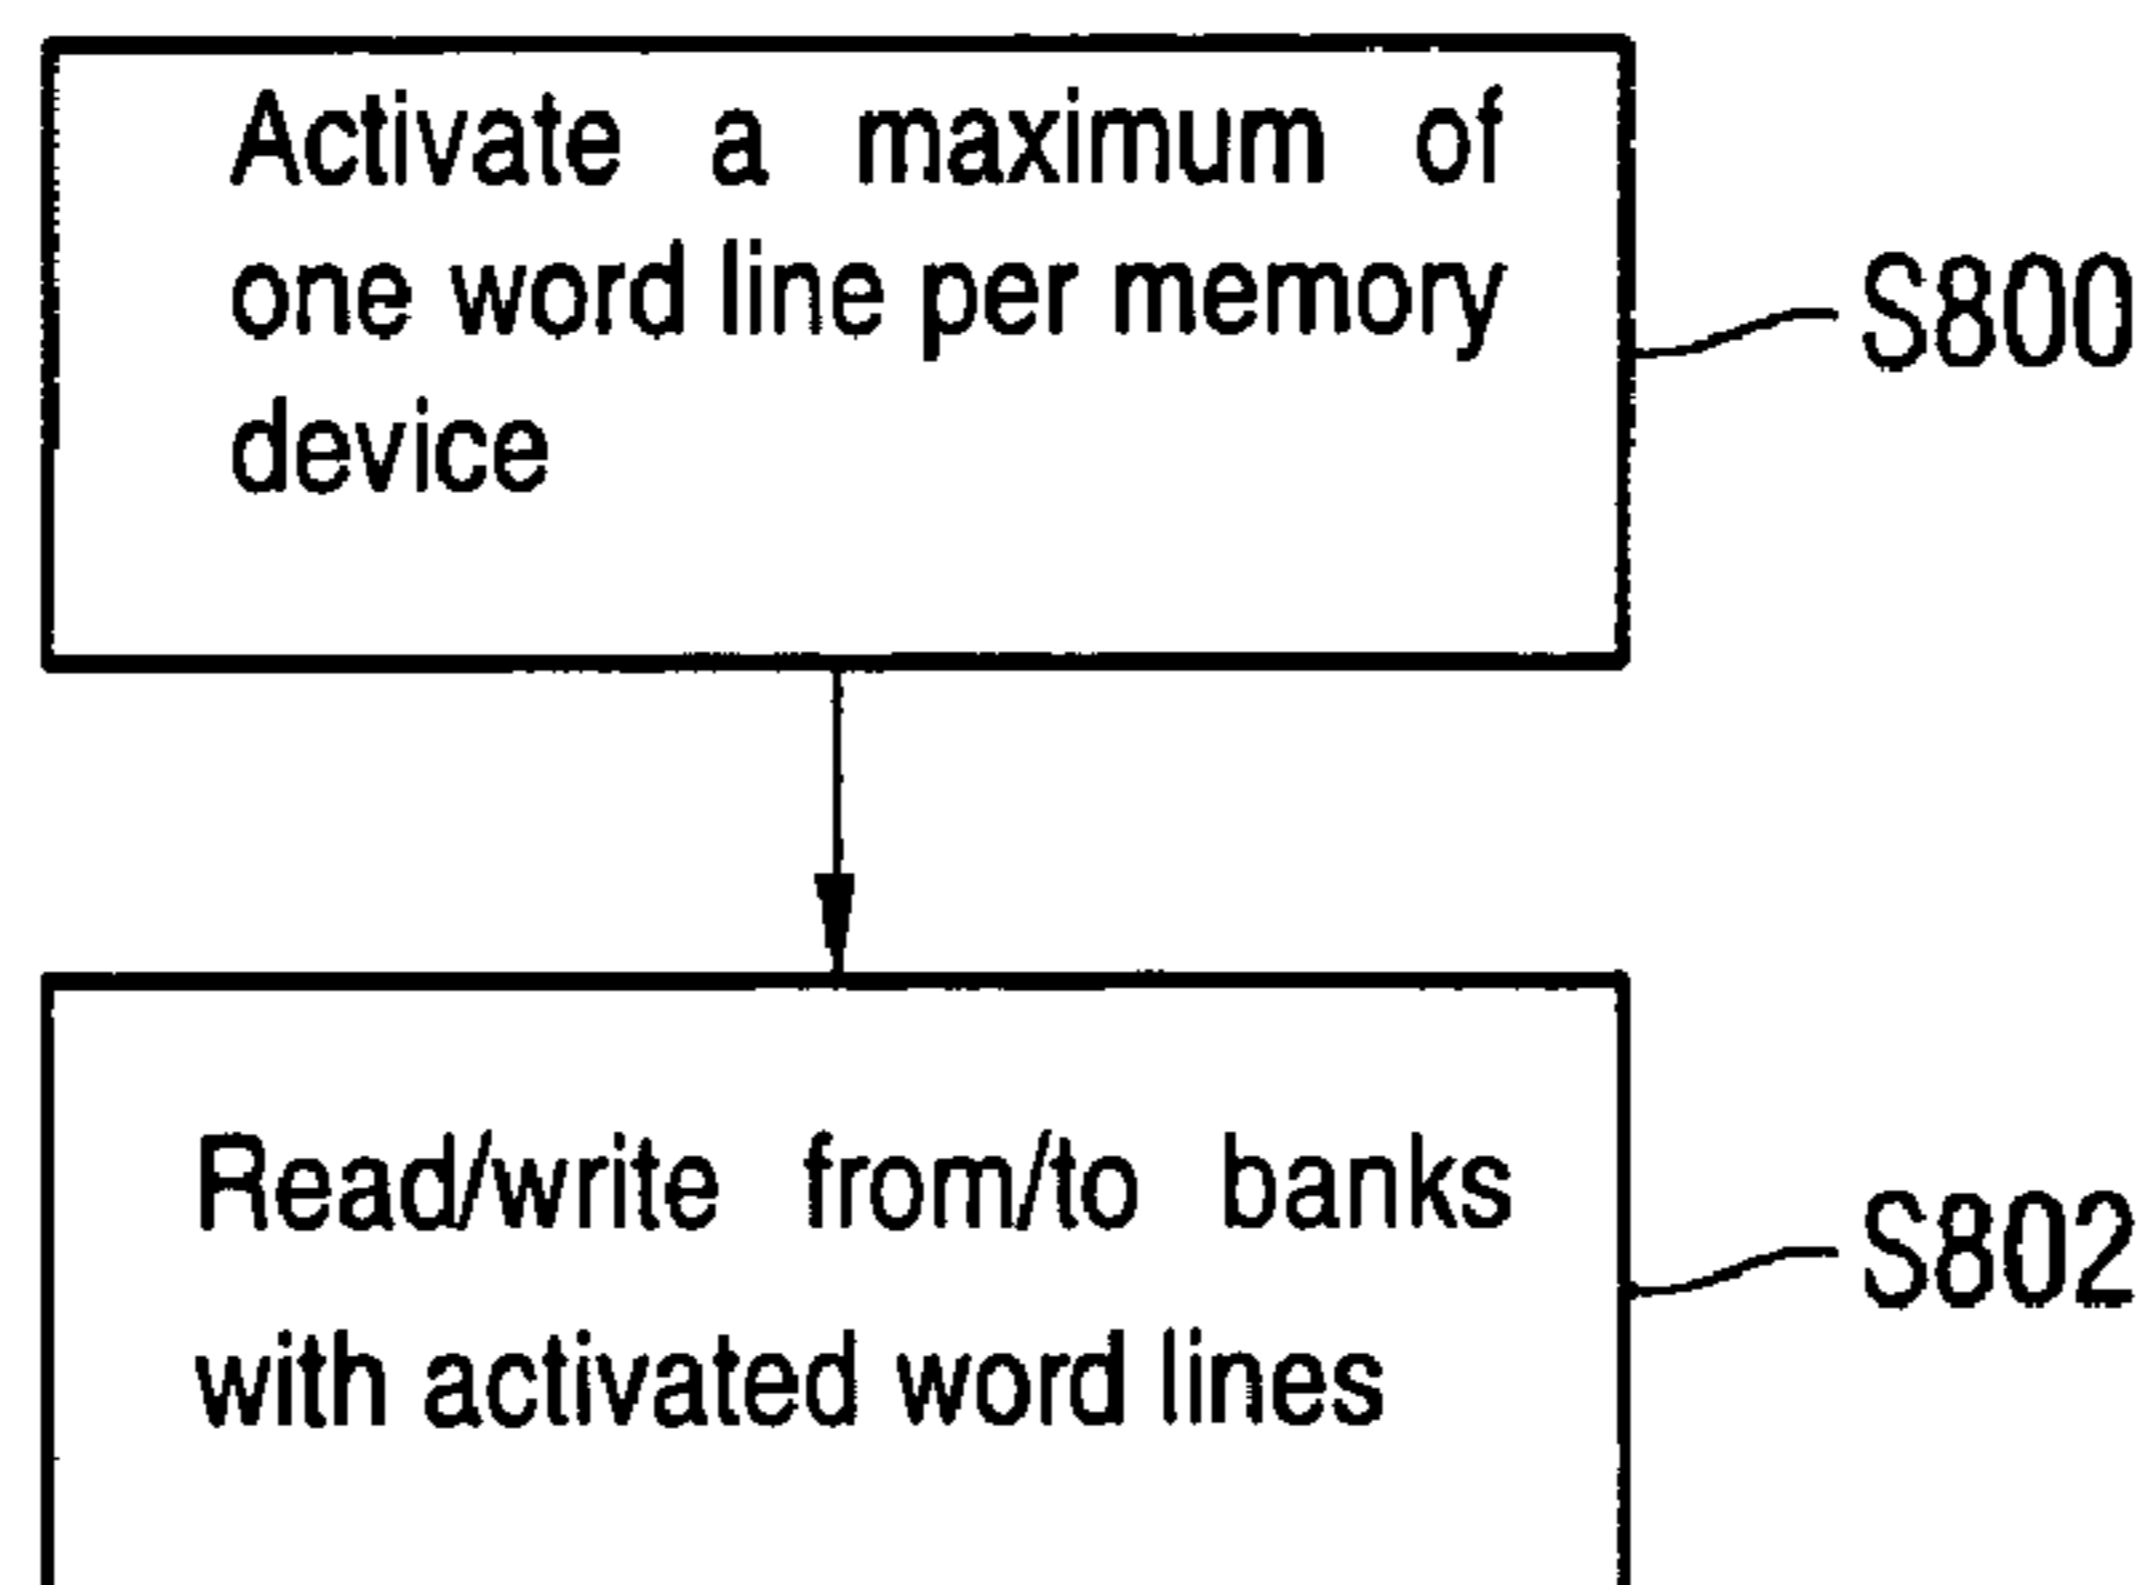 Activate a maximum of
one word line per memory
device
S800
Read/write from/to banks
with activated word lines
S802